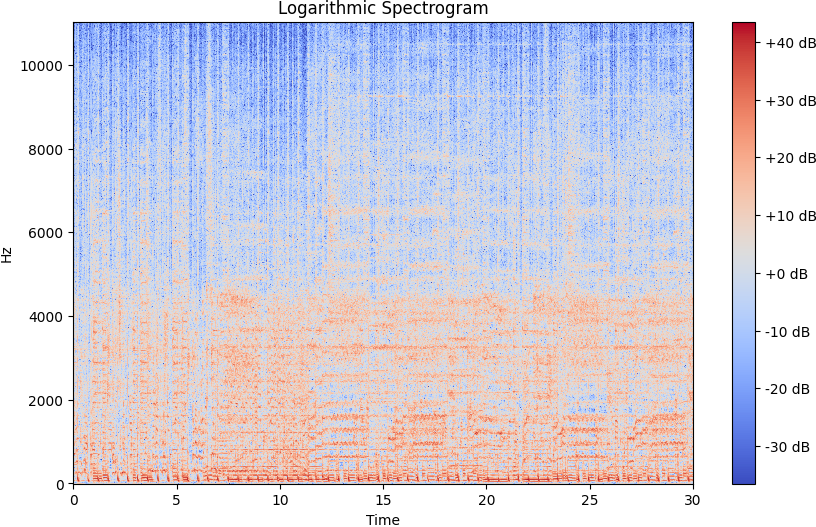 Logarithmic Spectrogram
Hz
10000
8000
6000
4000
2000
0
0 5 10 15 20 25 30
Time
+40 dB
+30 dB
+20 dB
+10 dB
+0 dB
-10 dB
-20 dB
-30 dB